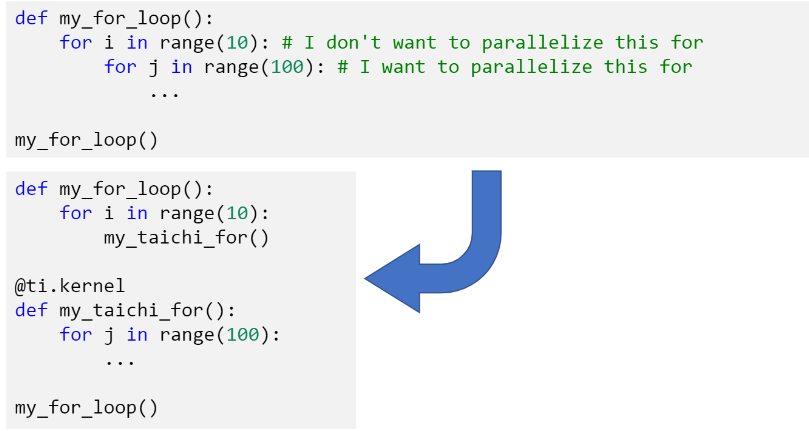 def my_for_loop():
    for i in range(10): # I don't want to parallelize this for
        for j in range(100): # I want to parallelize this for
            ...

my_for_loop()

def my_for_loop():
    for i in range(10):
        my_taichi_for()

@ti.kernel
def my_taichi_for():
    for j in range(100):
        ...

my_for_loop()